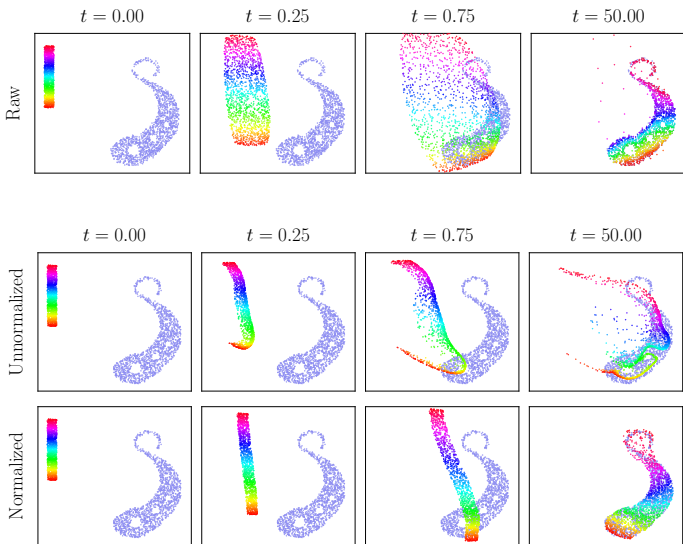 t = 0.00 t = 0.25 t = 0.75 t = 50.00
Raw
t = 0.00 t = 0.25 t = 0.75 t = 50.00
Unnormalized
Normalized